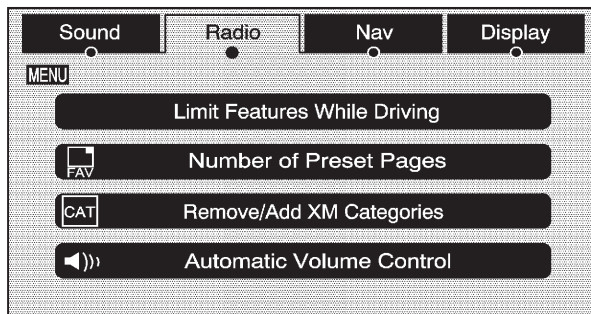 Sound Radio Nav Display
MENU
Limit Features While Driving
FAV Number of Preset Pages
CAT Remove/Add XM Categories
Automatic Volume Control